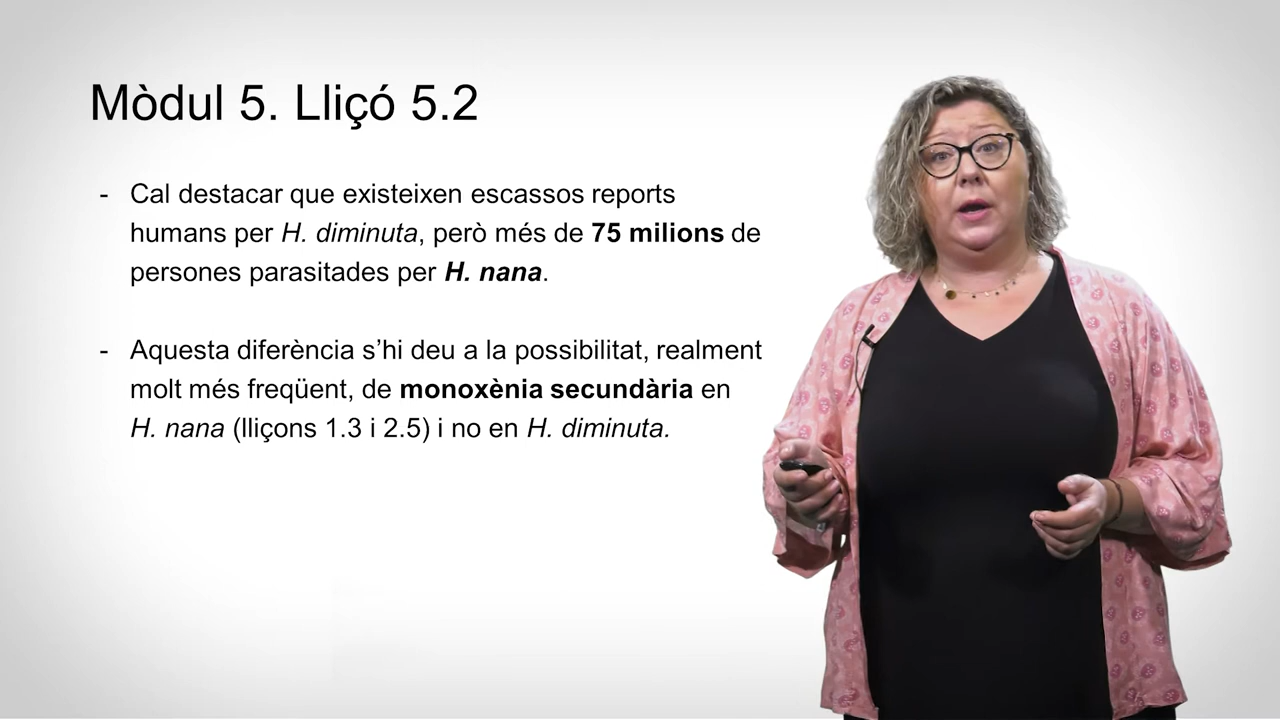 Mòdul 5. Lliçó 5.2
- Cal destacar que existeixen escassos reports
humans per H. diminuta, però més de 75 milions de
persones parasitades per H. nana.
- Aquesta diferència s’hi deu a la possibilitat, realment
molt més freqüent, de monoxènia secundària en
H. nana (lliçons 1.3 i 2.5) i no en H. diminuta.